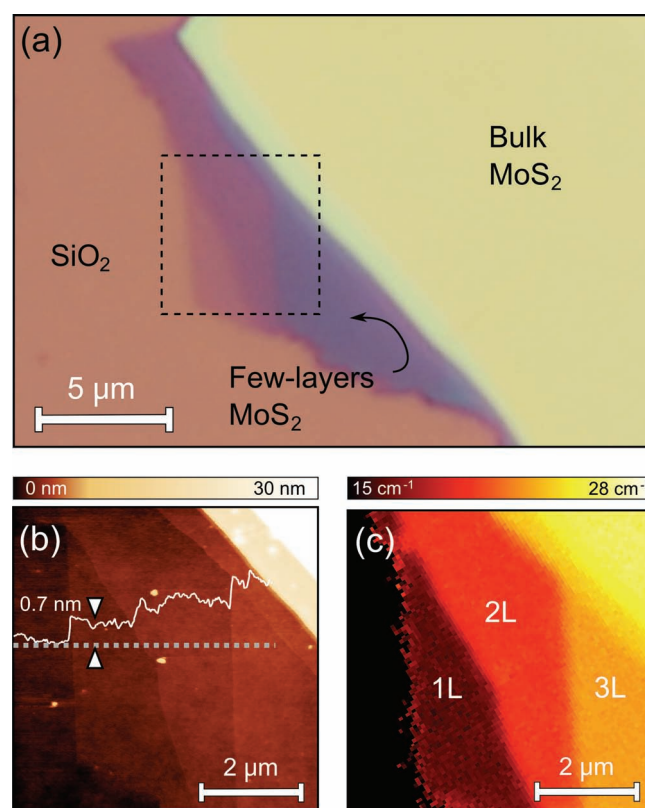 (a)
Bulk
MoS₂
SiO₂
Few-layers
MoS₂
5 μm
0 nm 30 nm
(b)
0.7 nm
2 μm
15 cm⁻¹ 28 cm⁻¹
(c)
2L
1L
3L
2 μm